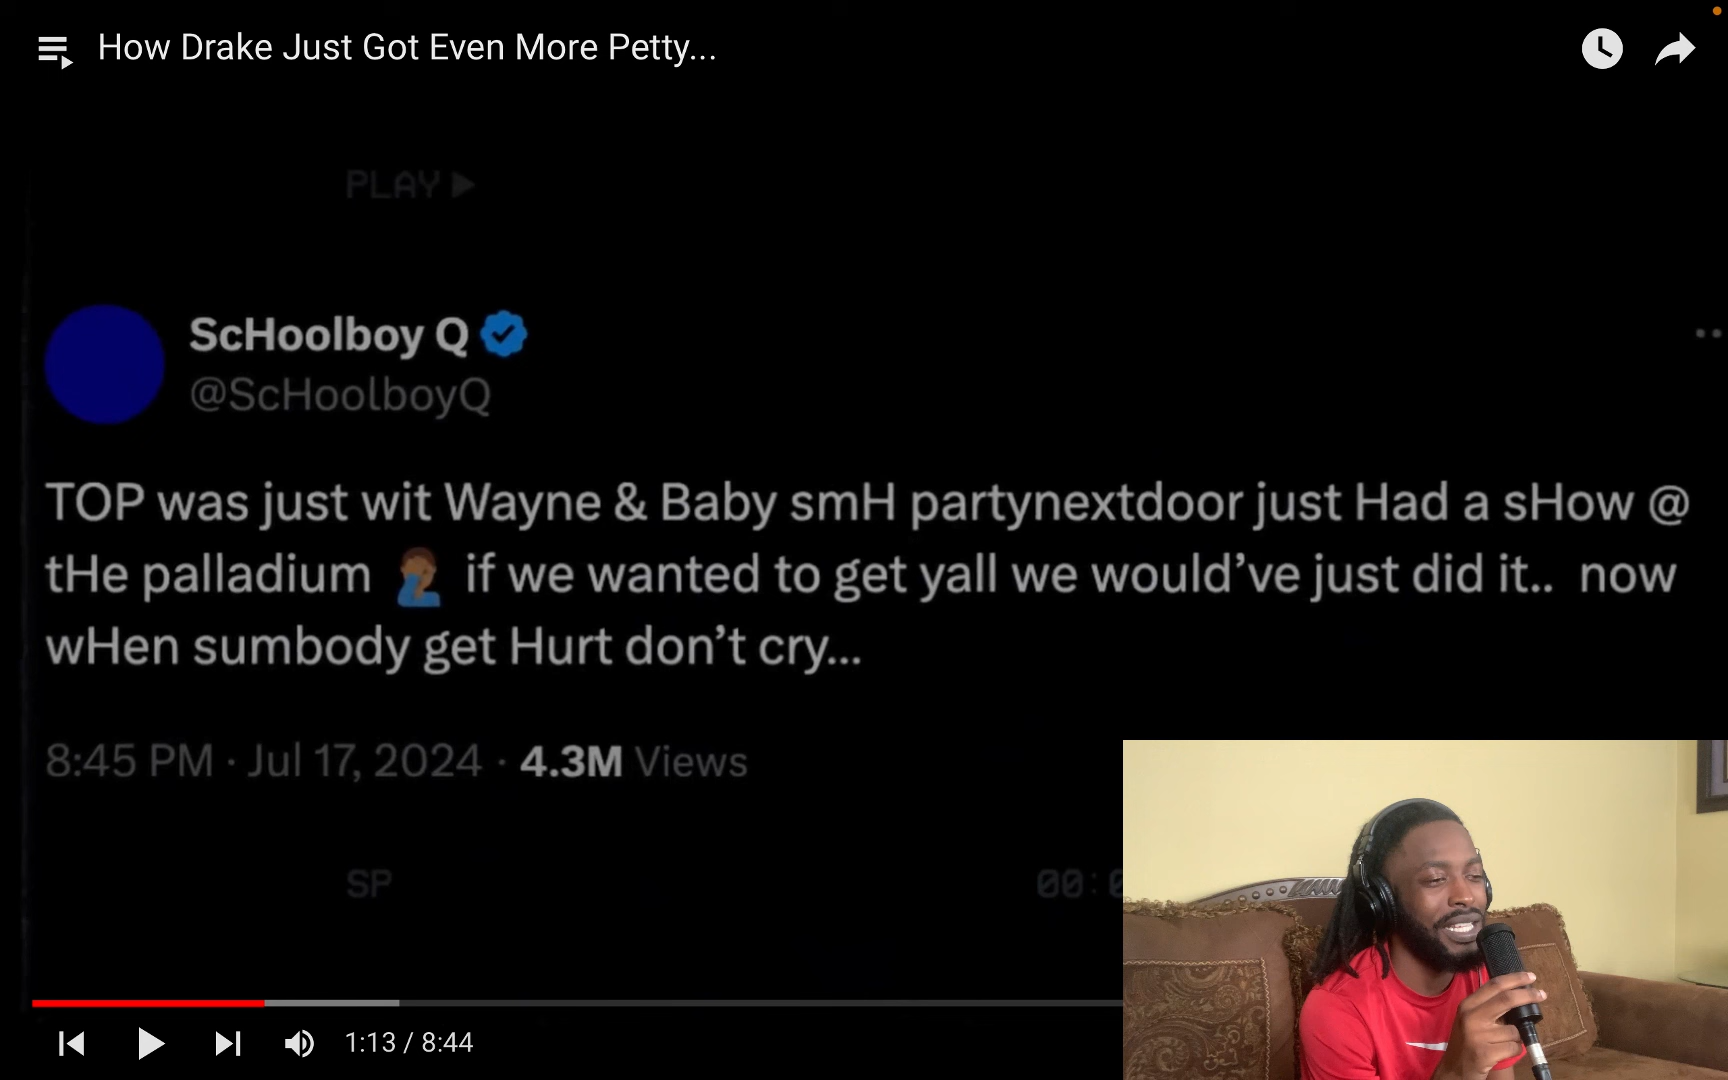 How Drake Just Got Even More Petty...
PLAY
ScHoolboy Q
@ScHoolboyQ
TOP was just wit Wayne & Baby smH partynextdoor just Had a sHow @
tHe palladium 🤦🏾‍♂️ if we wanted to get yall we would’ve just did it.. now
wHen sumbody get Hurt don’t cry...
8:45 PM · Jul 17, 2024 · 4.3M Views
SP
00:0
1:13 / 8:44